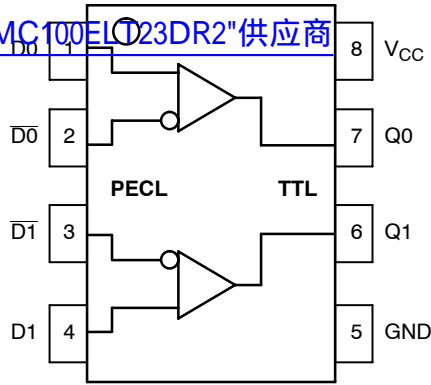 MC100ELT23DR2"供应商
D0 1 8 VCC
D0 2 7 Q0
PECL TTL
D1 3 6 Q1
D1 4 5 GND